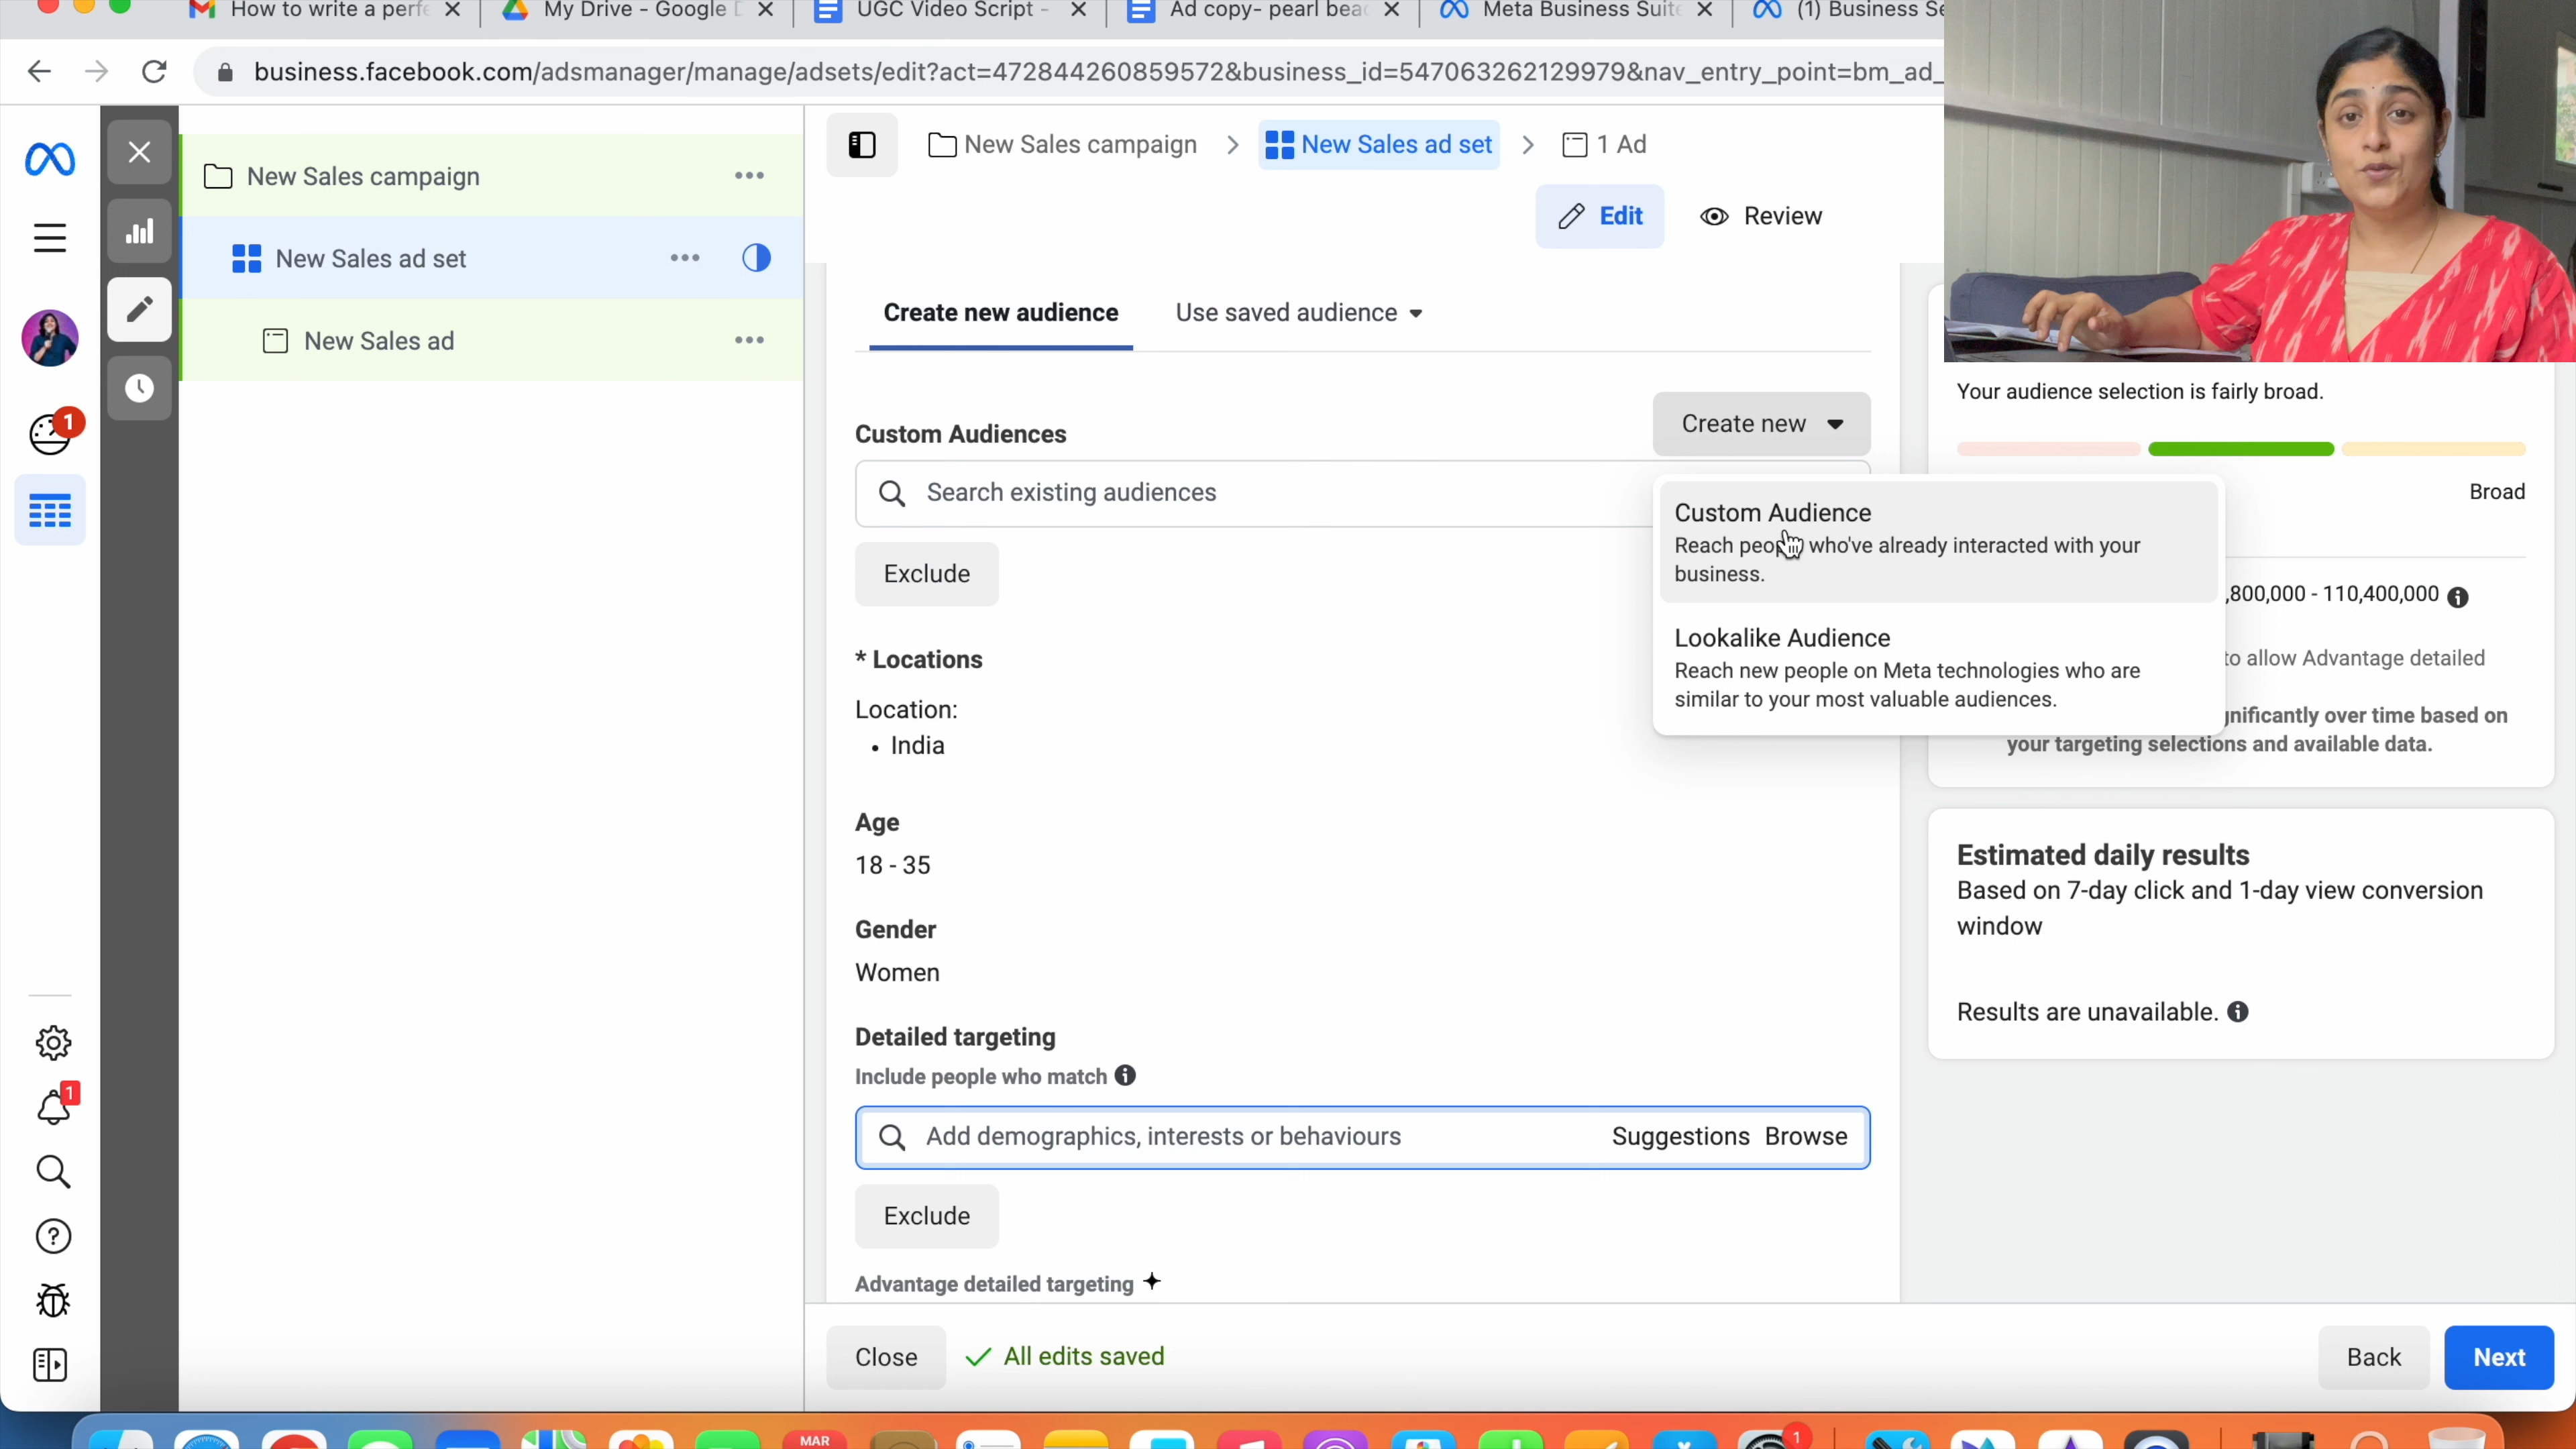 How to write a perfe
My Drive - Google D
UGC Video Script -
Ad copy- pearl bea
Meta Business Suite
(1) Business Se
business.facebook.com/adsmanager/manage/adsets/edit?act=472844260859572&business_id=547063262129979&nav_entry_point=bm_ad_
New Sales campaign
New Sales ad set
New Sales ad
1
1
New Sales campaign
New Sales ad set
1 Ad
Edit
Review
Create new audience
Use saved audience
Custom Audiences
Create new
Search existing audiences
Exclude
Custom Audience
Reach people who've already interacted with your
business.
Lookalike Audience
Reach new people on Meta technologies who are
similar to your most valuable audiences.
* Locations
Location:
• India
Age
18 - 35
Gender
Women
Detailed targeting
Include people who match
Add demographics, interests or behaviours
Suggestions Browse
Exclude
Advantage detailed targeting
Close
All edits saved
Back
Next
Your audience selection is fairly broad.
Broad
,800,000 - 110,400,000
to allow Advantage detailed
gnificantly over time based on
your targeting selections and available data.
Estimated daily results
Based on 7-day click and 1-day view conversion
window
Results are unavailable.
MAR
1